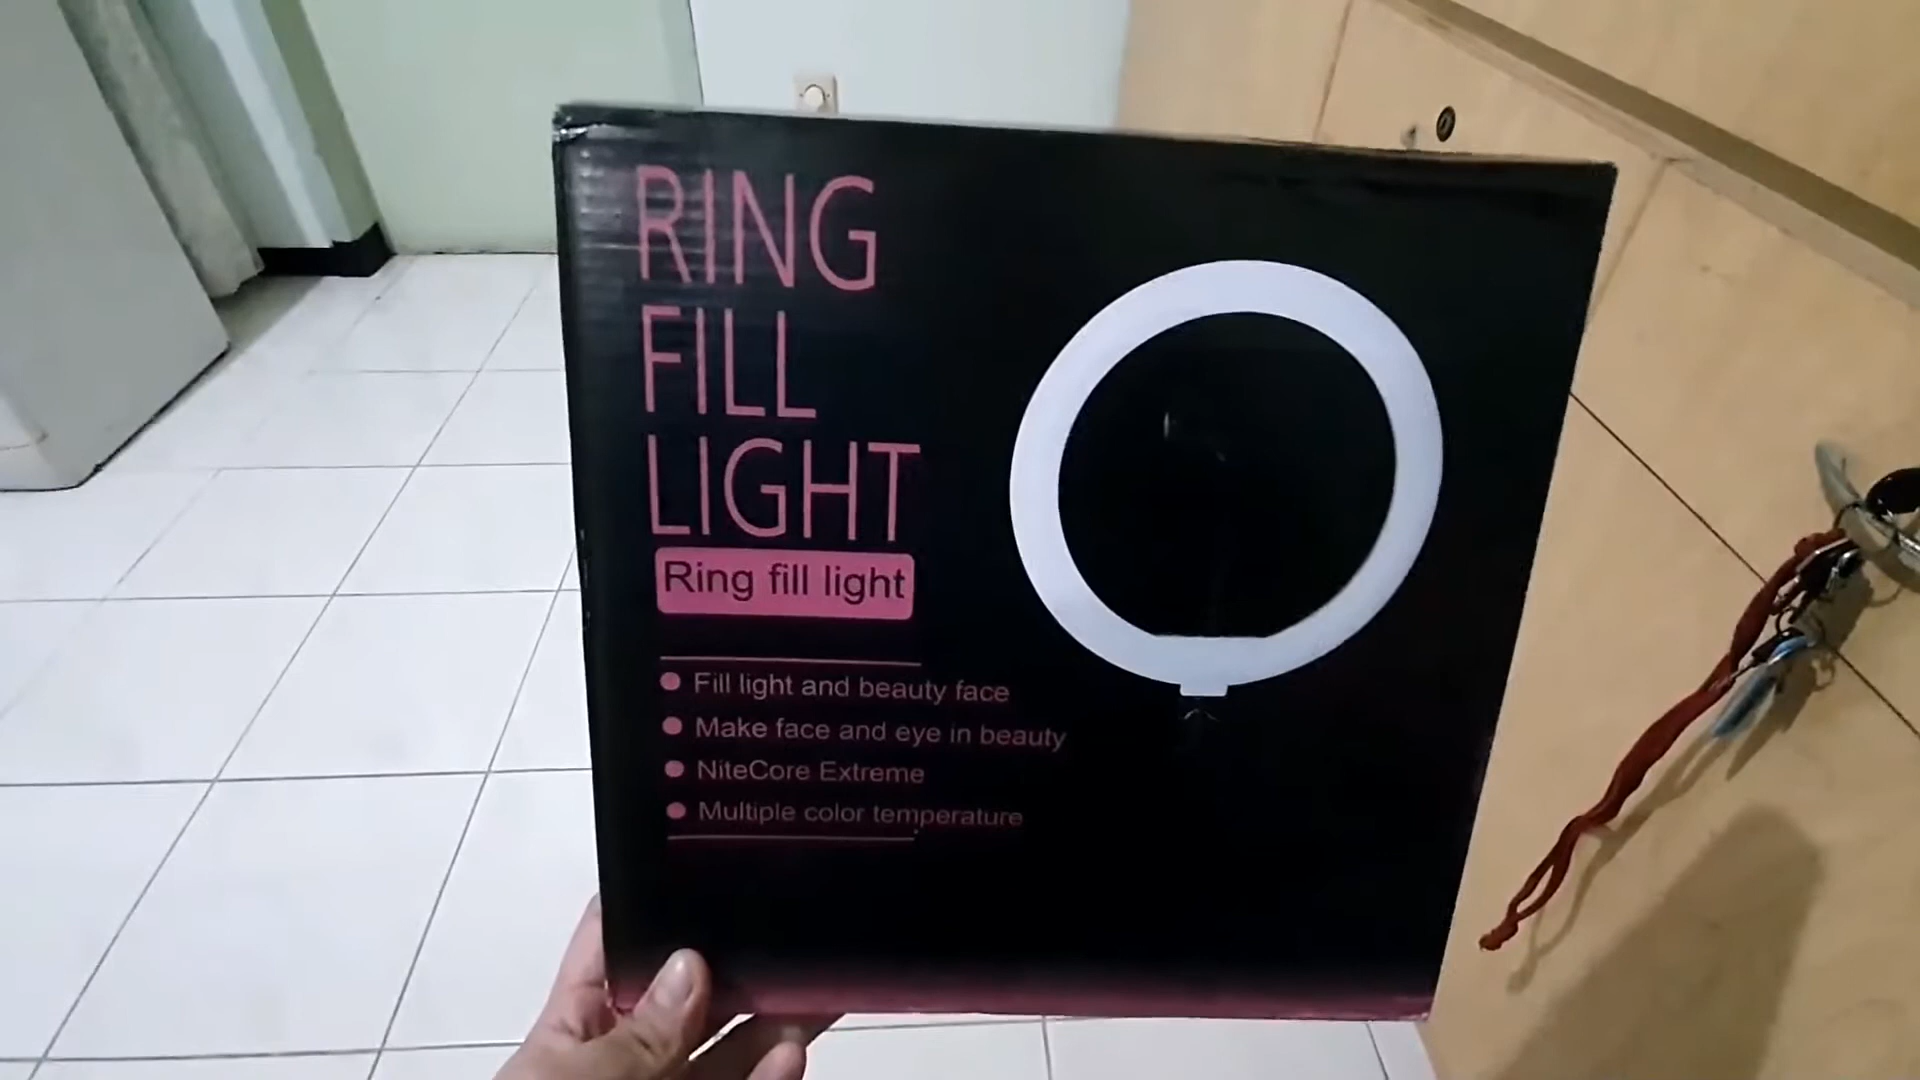 RING
FILL
LIGHT
Ring fill light
Fill light and beauty face
Make face and eye in beauty
NiteCore Extreme
Multiple color temperature